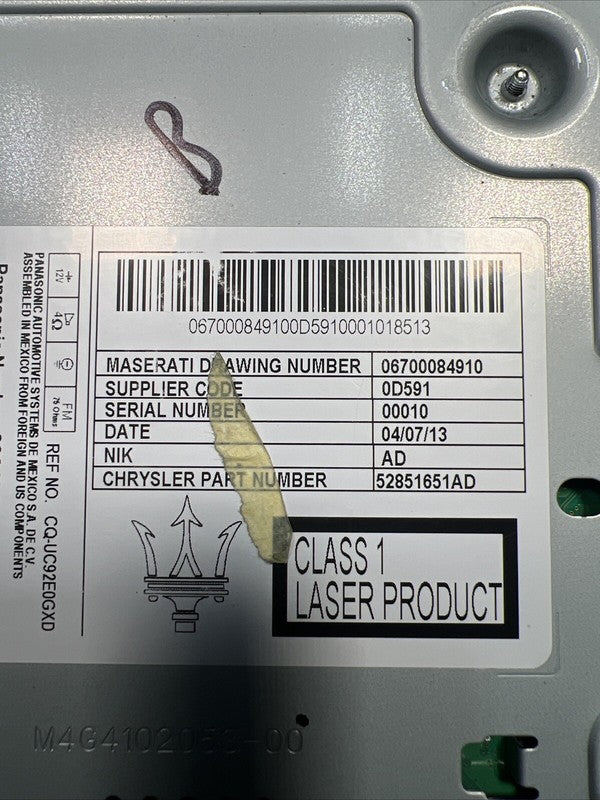 067000849100D5910001018513
MASERATI DRAWING NUMBER 06700084910
SUPPLIER CODE 0D591
SERIAL NUMBER 00010
DATE 04/07/13
NIK AD
CHRYSLER PART NUMBER 52851651AD
CLASS 1
LASER PRODUCT
12V
4Ω
FM
75 Ohms
REF NO. CQ-UC92E0GXD
PANASONIC AUTOMOTIVE SYSTEMS DE MEXICO S.A. DE C.V.
ASSEMBLED IN MEXICO FROM FOREIGN AND US COMPONENTS